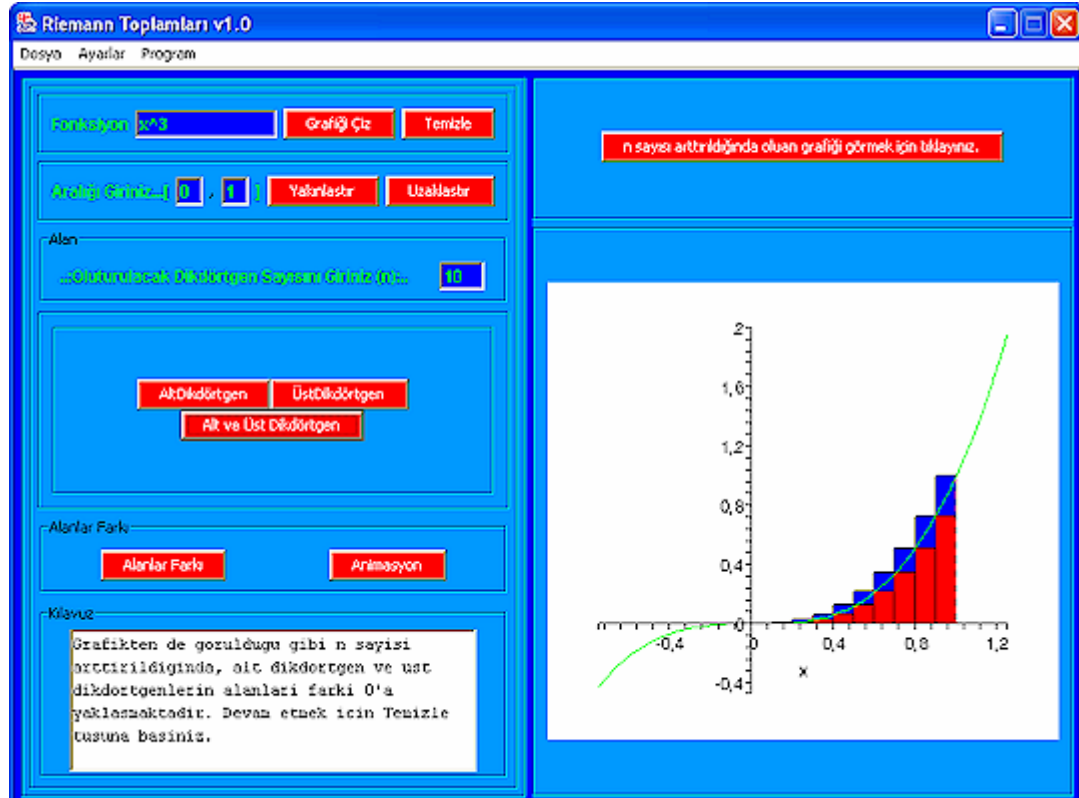 Riemann Toplamları v1.0
Dosya Ayarlar Program
Fonksiyon x^3 Grafiği Çiz Temizle
Aralığı Giriniz...[ 0 , 1 ] Yakınlastır Uzaklastır
Alan
..:Oluturulacak Dikdörtgen Sayısını Giriniz (n):.. 10
AltDikdörtgen ÜstDikdörtgen
Alt ve Üst Dikdörtgen
Alanlar Farkı
Alanlar Farkı Animasyon
Kılavuz
Grafikten de goruldugu gibi n sayisi
arttirildiginda, alt dikdortgen ve ust
dikdortgenlerin alanlari farki 0'a
yaklasmaktadir. Devam etmek icin Temizle
tusuna basiniz.
n sayısı arttırıldığında oluan grafiği görmek için tıklayınız.
2
1,6
1,2
0,8
0,4
0
-0,4 0 0,4 0,8 1,2
-0,4
x